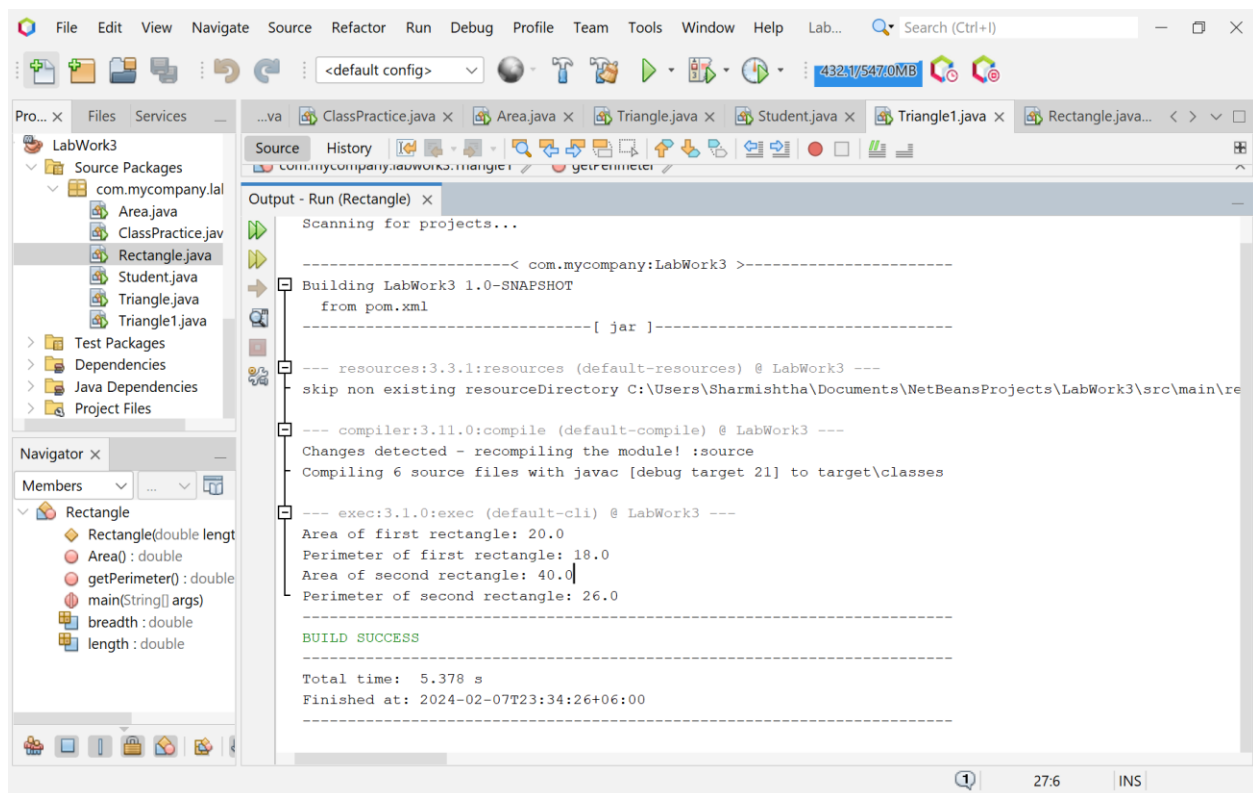 File Edit View Navigate Source Refactor Run Debug Profile Team Tools Window Help Lab... Search (Ctrl+I)
<default config> 432.1/547.0MB
Pro... Files Services
...va ClassPractice.java Area.java Triangle.java Student.java Triangle1.java Rectangle.java...
LabWork3
Source Packages
com.mycompany.lal
Area.java
ClassPractice.jav
Rectangle.java
Student.java
Triangle.java
Triangle1.java
Test Packages
Dependencies
Java Dependencies
Project Files
Navigator
Members ...
Rectangle
Rectangle(double lengt
Area() : double
getPerimeter() : double
main(String[] args)
breadth : double
length : double
Source History
com.mycompany.labwork3.Triangle1 getPerimeter
Output - Run (Rectangle)
Scanning for projects...
-----------------------< com.mycompany:LabWork3 >-----------------------
Building LabWork3 1.0-SNAPSHOT
from pom.xml
--------------------------------[ jar ]---------------------------------
--- resources:3.3.1:resources (default-resources) @ LabWork3 ---
skip non existing resourceDirectory C:\Users\Sharmishtha\Documents\NetBeansProjects\LabWork3\src\main\re
--- compiler:3.11.0:compile (default-compile) @ LabWork3 ---
Changes detected - recompiling the module! :source
Compiling 6 source files with javac [debug target 21] to target\classes
--- exec:3.1.0:exec (default-cli) @ LabWork3 ---
Area of first rectangle: 20.0
Perimeter of first rectangle: 18.0
Area of second rectangle: 40.0
Perimeter of second rectangle: 26.0
------------------------------------------------------------------------
BUILD SUCCESS
------------------------------------------------------------------------
Total time: 5.378 s
Finished at: 2024-02-07T23:34:26+06:00
------------------------------------------------------------------------
1 27:6 INS